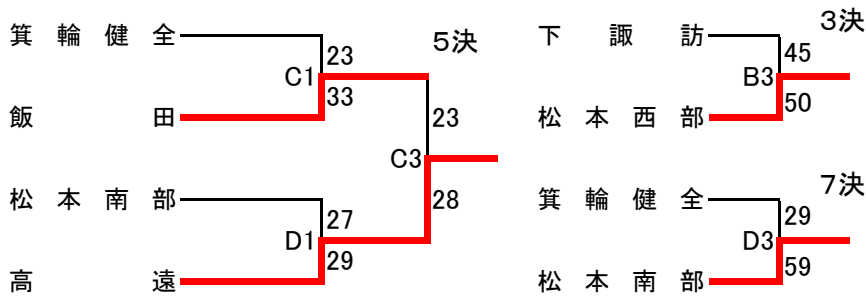 箕輪健全
23
5決
C1
33
飯田
23
C3
松本南部
28
27
D1
29
高遠
下諏訪
3決
45
B3
50
松本西部
箕輪健全
7決
29
D3
59
松本南部